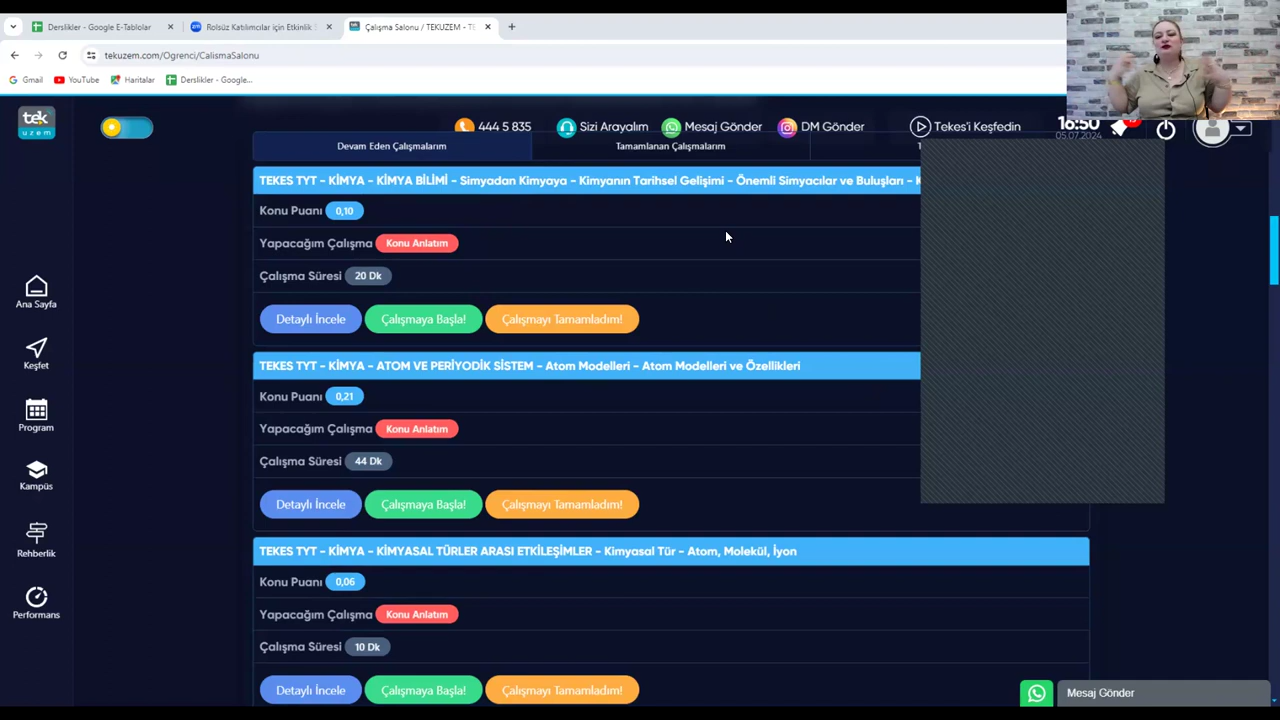 Derslikler - Google E-Tablolar
Rolsüz Katılımcılar için Etkinlik
Çalışma Salonu / TEKUZEM - TE
tekuzem.com/Ogrenci/CalismaSalonu
Gmail
YouTube
Haritalar
Derslikler - Google...
tek
uzem
444 5 835
Sizi Arayalım
Mesaj Gönder
DM Gönder
Tekes'i Keşfedin
16:50
05.07.2024
Devam Eden Çalışmalarım
Tamamlanan Çalışmalarım
TEKES TYT - KİMYA - KİMYA BİLİMİ - Simyadan Kimyaya - Kimyanın Tarihsel Gelişimi - Önemli Simyacılar ve Buluşları -
Konu Puanı 0,10
Yapacağım Çalışma Konu Anlatım
Çalışma Süresi 20 Dk
Detaylı İncele Çalışmaya Başla! Çalışmayı Tamamladım!
TEKES TYT - KİMYA - ATOM VE PERİYODİK SİSTEM - Atom Modelleri - Atom Modelleri ve Özellikleri
Konu Puanı 0,21
Yapacağım Çalışma Konu Anlatım
Çalışma Süresi 44 Dk
Detaylı İncele Çalışmaya Başla! Çalışmayı Tamamladım!
TEKES TYT - KİMYA - KİMYASAL TÜRLER ARASI ETKİLEŞİMLER - Kimyasal Tür - Atom, Molekül, İyon
Konu Puanı 0,06
Yapacağım Çalışma Konu Anlatım
Çalışma Süresi 10 Dk
Detaylı İncele Çalışmaya Başla! Çalışmayı Tamamladım!
Ana Sayfa
Keşfet
Program
Kampüs
Rehberlik
Performans
Mesaj Gönder